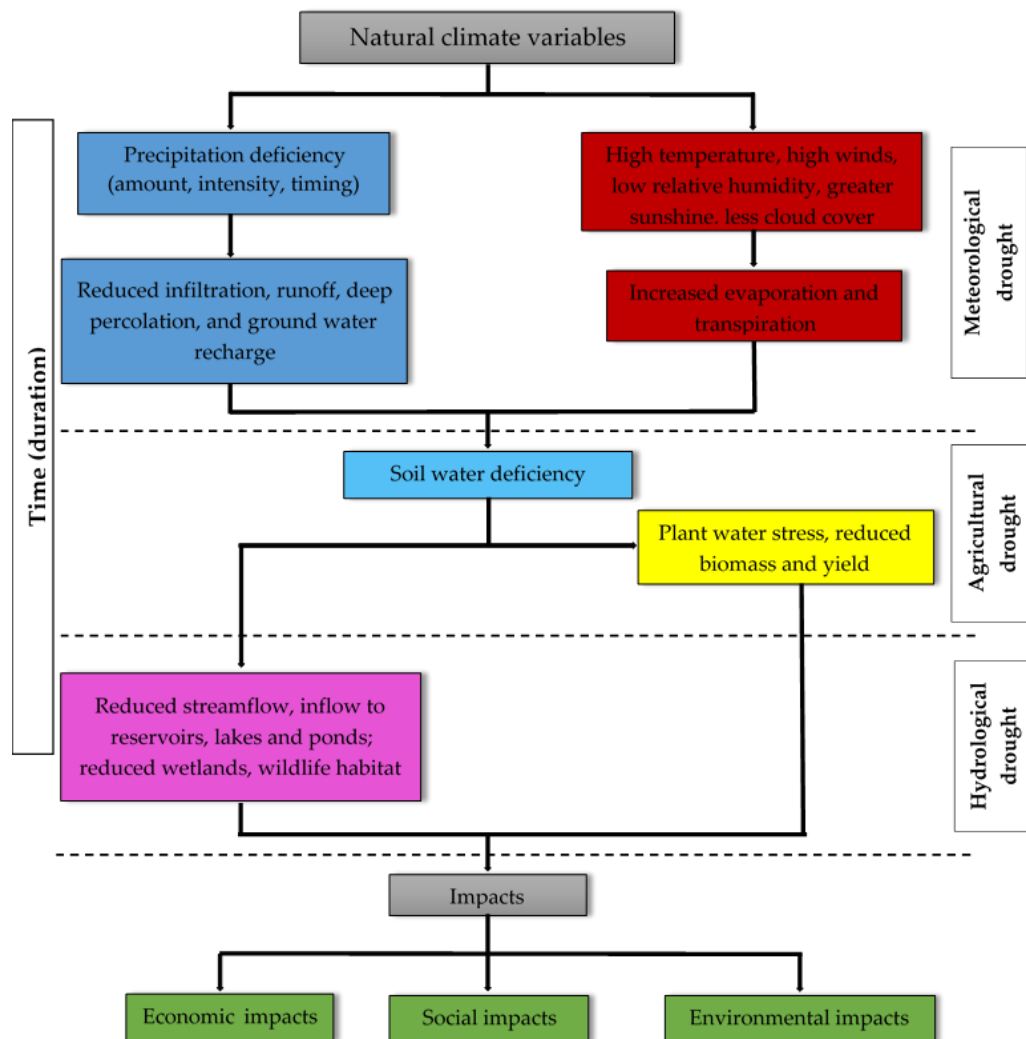 Natural climate variables
Precipitation deficiency
(amount, intensity, timing)
High temperature, high winds,
low relative humidity, greater
sunshine. less cloud cover
Reduced infiltration, runoff, deep
percolation, and ground water
recharge
Increased evaporation and
transpiration
Meteorological
drought
Time (duration)
Soil water deficiency
Plant water stress, reduced
biomass and yield
Agricultural
drought
Reduced streamflow, inflow to
reservoirs, lakes and ponds;
reduced wetlands, wildlife habitat
Hydrological
drought
Impacts
Economic impacts
Social impacts
Environmental impacts